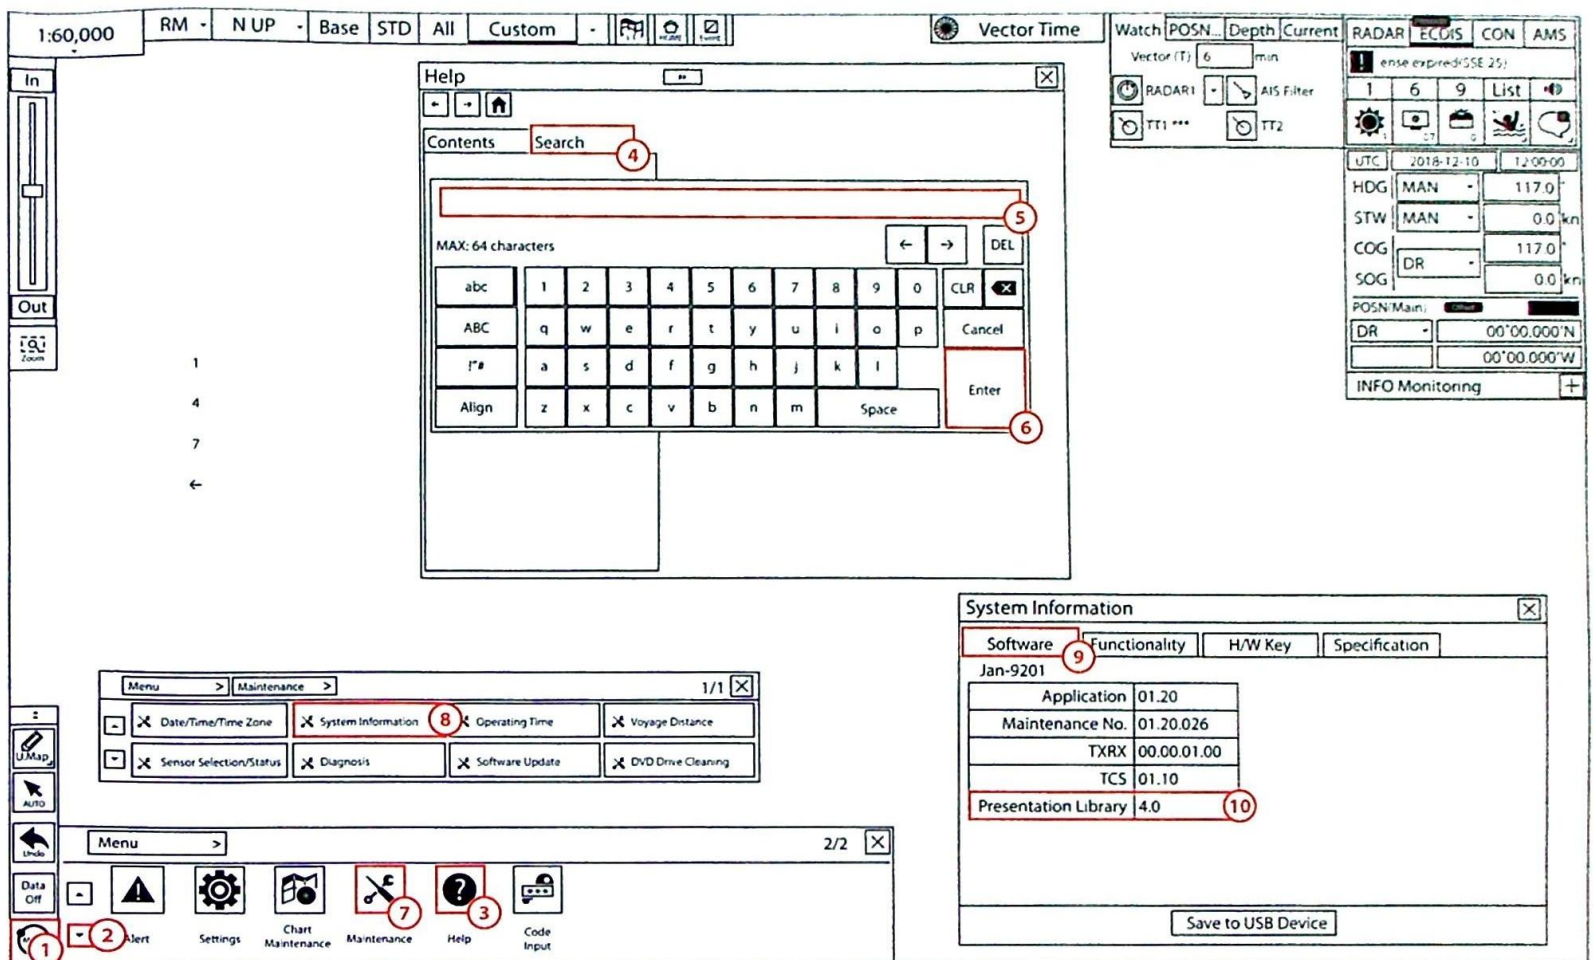 1:60,000
RM
N UP
Base
STD
All
Custom
Vector Time
Watch
POSN...
Depth
Current
Vector (T)
6
min
RADAR1
AIS Filter
TT1 ***
TT2
RADAR
ECDIS
CON
AMS
ense expired(SSE 25)
1
6
9
List
UTC
2018-12-10
12:00:00
HDG
MAN
117.0°
STW
MAN
0.0 kn
COG
117.0°
DR
SOG
0.0 kn
POSN(Main)
Offset
DR
00°00.000'N
00°00.000'W
INFO Monitoring
+
In
Out
Zoom
1
4
7
←
Help
Contents
Search
4
5
MAX: 64 characters
← → DEL
abc 1 2 3 4 5 6 7 8 9 0 CLR
ABC q w e r t y u i o p Cancel
!"# a s d f g h j k l Enter
Align z x c v b n m Space
6
Menu >
Maintenance >
1/1
Date/Time/Time Zone
System Information
8
Operating Time
Voyage Distance
Sensor Selection/Status
Diagnosis
Software Update
DVD Drive Cleaning
System Information
Software
9
Functionality
H/W Key
Specification
Jan-9201
Application 01.20
Maintenance No. 01.20.026
TXRX 00.00.01.00
TCS 01.10
Presentation Library 4.0
10
Save to USB Device
U.Map
AUTO
Undo
Data
Off
1
2
Menu >
2/2
Alert
Settings
Chart
Maintenance
7
Maintenance
3
Help
Code
Input